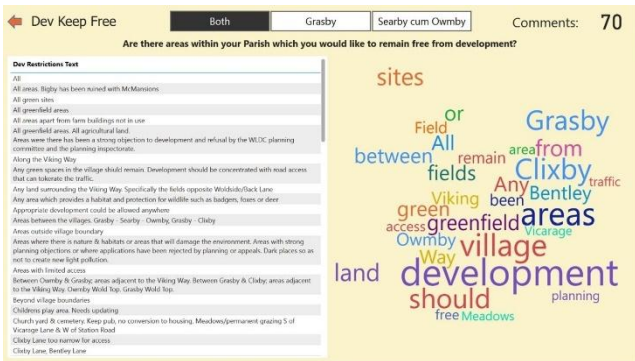 Dev Keep Free
Both
Grasby
Searby cum Owmby
Comments: 70
Are there areas within your Parish which you would like to remain free from development?
Dev Restrictions Text
All
All areas. Bigby has been ruined with McMansions
All green sites
All greenfield areas
All areas apart from farm buildings not in use
All greenfield areas. All agricultural land.
Areas were there has been a strong objection to development and refusal by the WLDC planning
committee and the planning inspectorate.
Along the Viking Way
Any green spaces in the village shiuld remain. Development should be concentrated with road access
that can tolerate the traffic.
Any land surrounding the Viking Way. Specifically the fields opposite Woldside/Back Lane
Any area which provides a habitat and protection for wildlife such as badgers, foxes or deer
Appropriate development could be allowed anywhere
Areas between the villages. Grasby - Searby - Owmby, Grasby - Clixby
Areas outside village boundary
Areas where there is nature & habitats or areas that will damage the environment. Areas with strong
planning objections or where applications have been rejected by planning or appeals. Dark places so as
not to create new light pollution.
Areas with limited access
Between Owmby & Grasby; areas adjacent to the Viking Way. Between Grasby & Clixby; areas adjacent
to the Viking Way. Owmby Wold Top. Grasby Wold Top.
Beyond village boundaries
Childrens play area. Needs updating
Church yard & cemetery. Keep pub, no conversion to housing. Meadows/permanent grazing S of
Vicarage Lane & W of Station Road
Clixby Lane too narrow for access
Clixby Lane, Bentley Lane
sites
or
Grasby
Field
All
area
from
between
remain
fields
Clixby
traffic
Any
Bentley
Viking
been
green
areas
access
greenfield
Vicarage
Owmby
village
Way
land
development
should
planning
free
Meadows